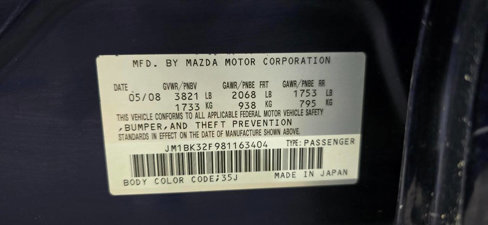 MFD. BY MAZDA MOTOR CORPORATION
DATE GVWR/PNBV GAWR/PNBE FRT GAWR/PNBE RR
05/08 3821 LB 2068 LB 1753 LB
1733 KG 938 KG 795 KG
THIS VEHICLE CONFORMS TO ALL APPLICABLE FEDERAL MOTOR VEHICLE SAFETY
,BUMPER,AND THEFT PREVENTION
STANDARDS IN EFFECT ON THE DATE OF MANUFACTURE SHOWN ABOVE.
JM1BK32F981163404 TYPE:PASSENGER
BODY COLOR CODE;35J MADE IN JAPAN